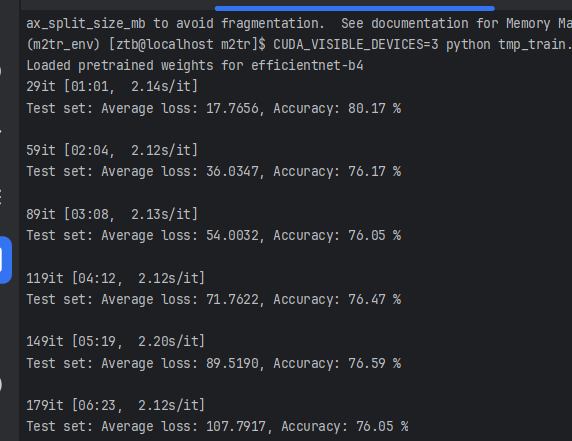 ax_split_size_mb to avoid fragmentation.  See documentation for Memory Ma
(m2tr_env) [ztb@localhost m2tr]$ CUDA_VISIBLE_DEVICES=3 python tmp_train.
Loaded pretrained weights for efficientnet-b4
29it [01:01,  2.14s/it]
Test set: Average loss: 17.7656, Accuracy: 80.17 %
59it [02:04,  2.12s/it]
Test set: Average loss: 36.0347, Accuracy: 76.17 %
89it [03:08,  2.13s/it]
Test set: Average loss: 54.0032, Accuracy: 76.05 %
119it [04:12,  2.12s/it]
Test set: Average loss: 71.7622, Accuracy: 76.47 %
149it [05:19,  2.20s/it]
Test set: Average loss: 89.5190, Accuracy: 76.59 %
179it [06:23,  2.12s/it]
Test set: Average loss: 107.7917, Accuracy: 76.05 %